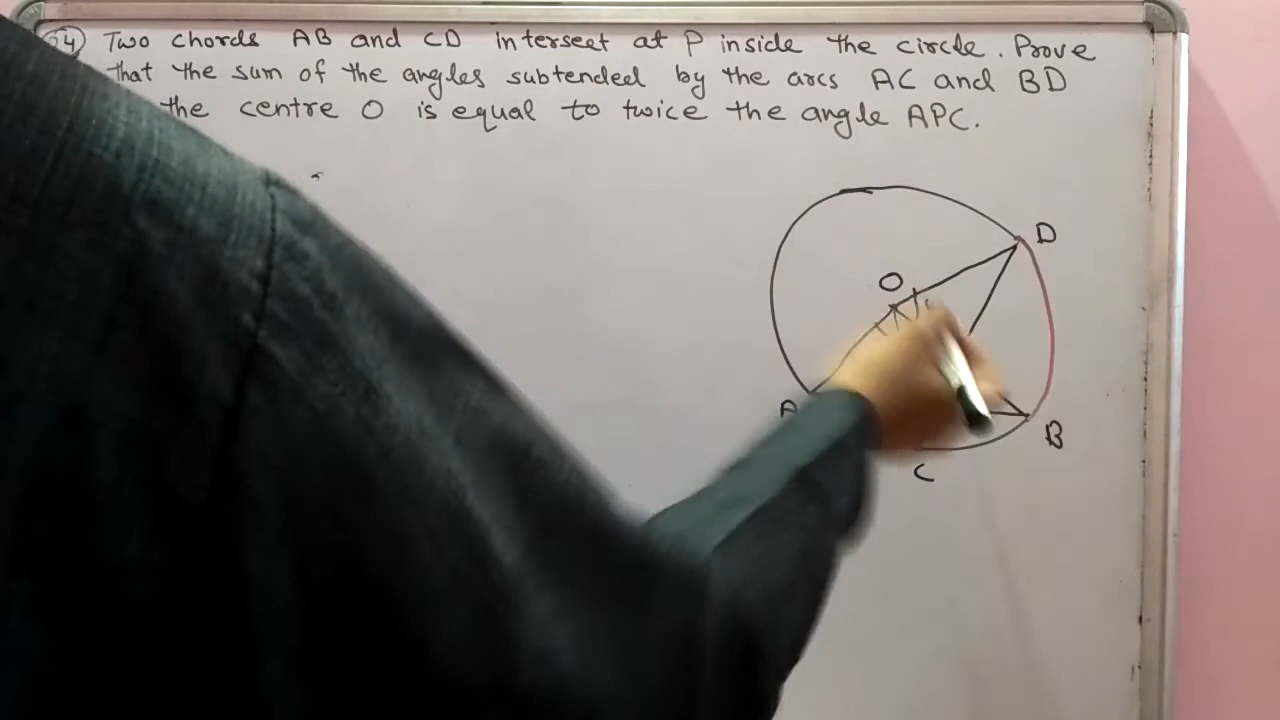 4) Two chords AB and CD intersect at P inside the circle. Prove
that the sum of the angles subtended by the arcs AC and BD
the centre O is equal to twice the angle APC.
D
O
A
B
C